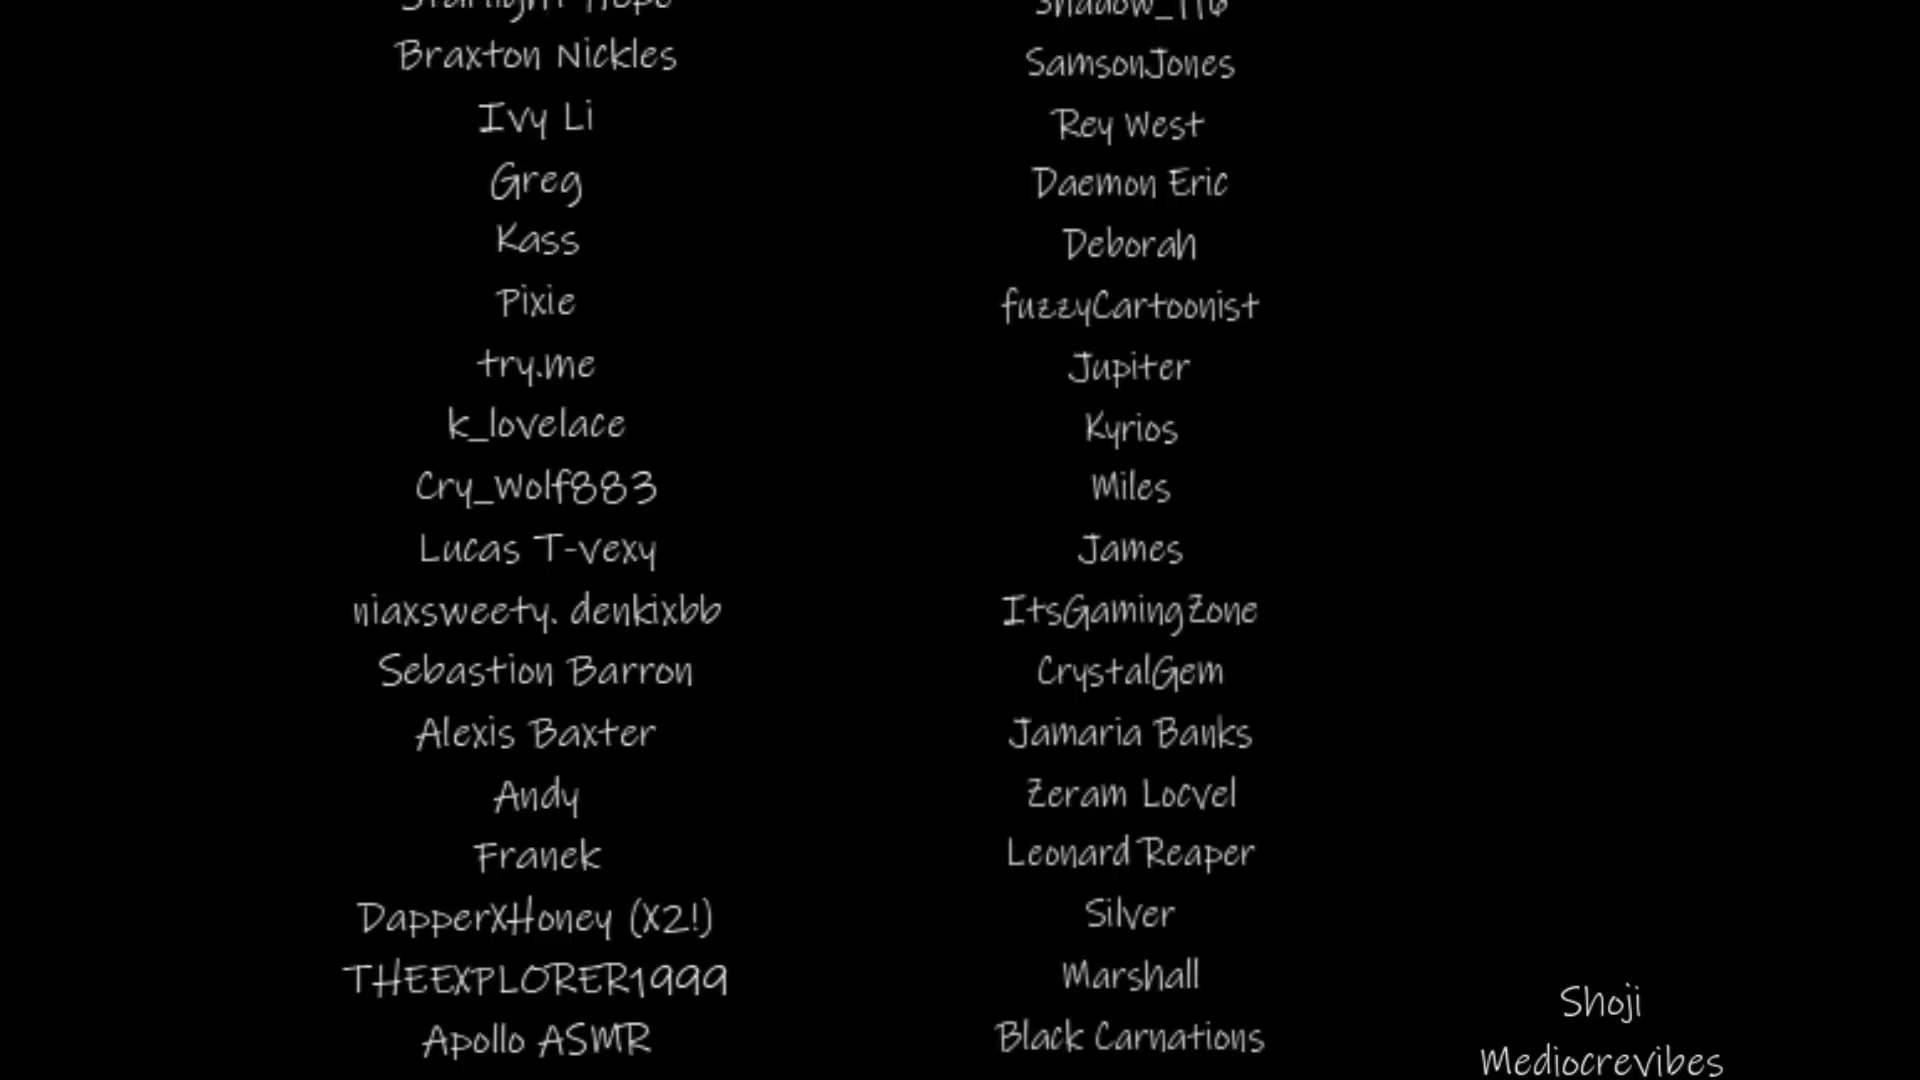 Starlight Hope
Braxton Nickles
Ivy Li
Greg
Kass
Pixie
try.me
k_lovelace
Cry_Wolf883
Lucas T-vexy
niaxsweety. denkixbb
Sebastion Barron
Alexis Baxter
Andy
Franek
DapperXHoney (X2!)
THEEXPLORER1999
Apollo ASMR
SamsonJones
Rey West
Daemon Eric
Deborah
fuzzyCartoonist
Jupiter
Kyrios
Miles
James
ItsGamingZone
CrystalGem
Jamaria Banks
Zeram Locvel
Leonard Reaper
Silver
Marshall
Black Carnations
Shoji
Mediocrevibes